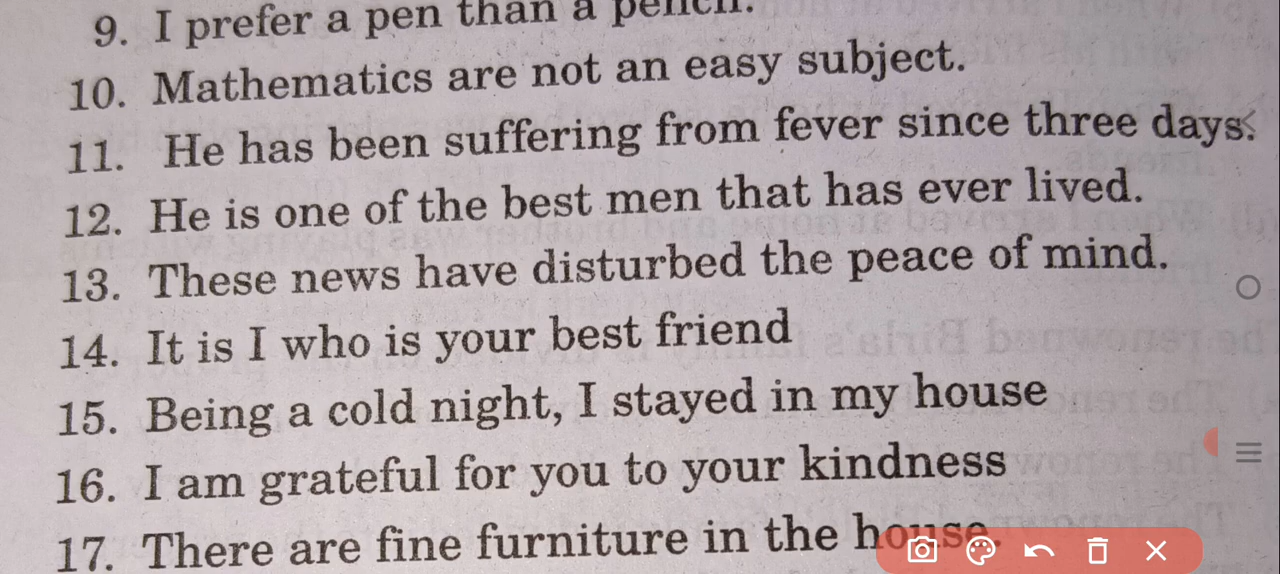 9. I prefer a pen than a pencil.
10. Mathematics are not an easy subject.
11. He has been suffering from fever since three days.
12. He is one of the best men that has ever lived.
13. These news have disturbed the peace of mind.
14. It is I who is your best friend
15. Being a cold night, I stayed in my house
16. I am grateful for you to your kindness
17. There are fine furniture in the house.